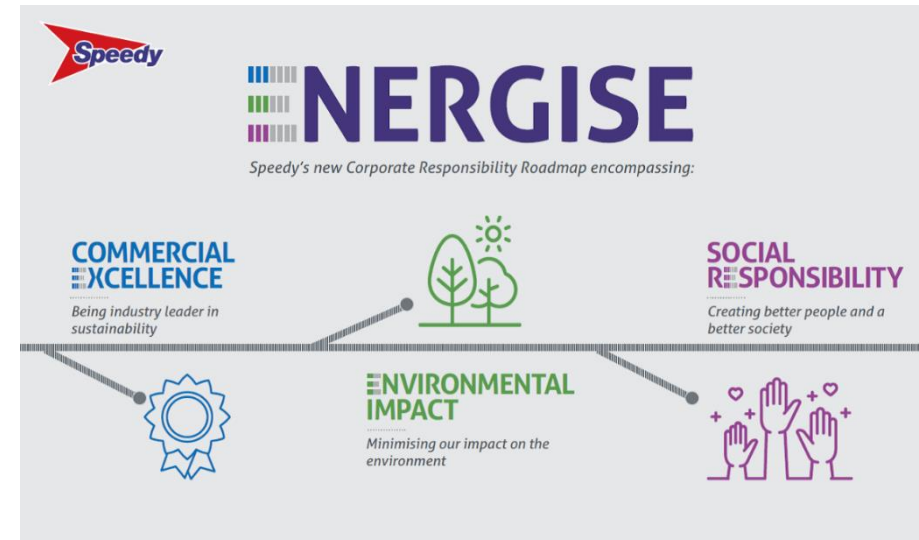 Speedy
ENERGISE
Speedy's new Corporate Responsibility Roadmap encompassing:
COMMERCIAL
EXCELLENCE
Being industry leader in
sustainability
ENVIRONMENTAL
IMPACT
Minimising our impact on the
environment
SOCIAL
RESPONSIBILITY
Creating better people and a
better society